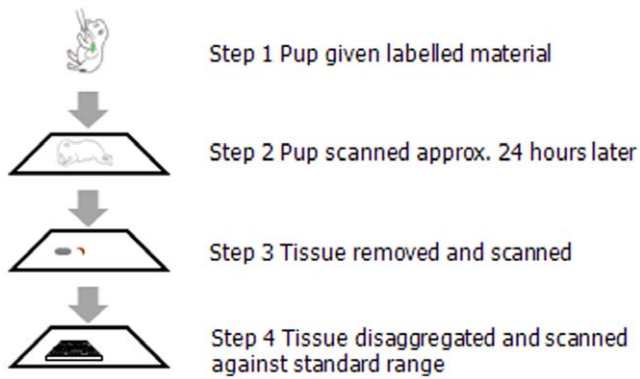 Step 1 Pup given labelled material
Step 2 Pup scanned approx. 24 hours later
Step 3 Tissue removed and scanned
Step 4 Tissue disaggregated and scanned
against standard range